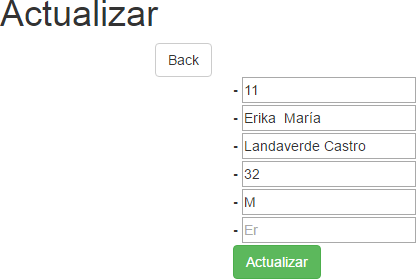 Actualizar
Back
- 11
- Erika  María
- Landaverde Castro
- 32
- M
- Er
Actualizar